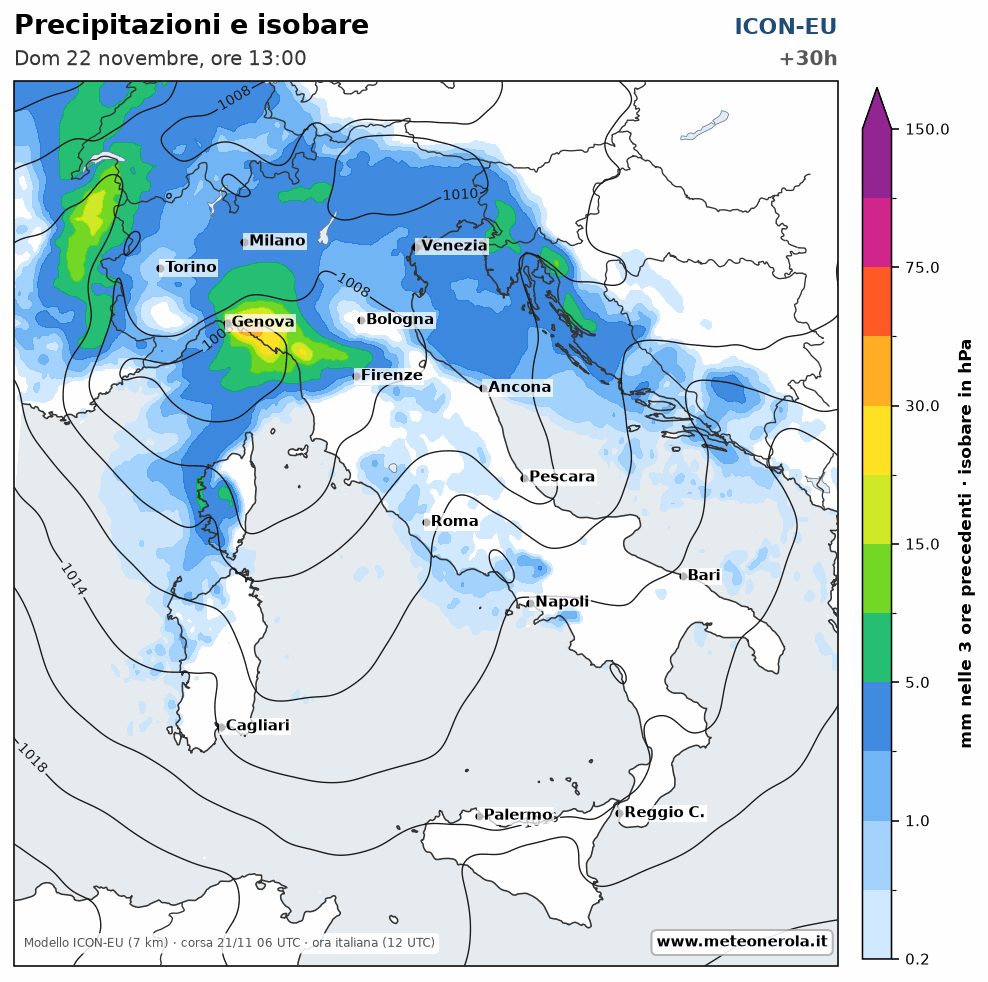 Precipitazioni e isobare
ICON-EU
Dom 22 novembre, ore 13:00
+30h
1008
1010
Milano
Venezia
Torino
1008
Genova
Bologna
Firenze
Ancona
Pescara
Roma
1014
Bari
Napoli
Cagliari
1018
Palermo
Reggio C.
Modello ICON-EU (7 km) · corsa 21/11 06 UTC · ora italiana (12 UTC)
www.meteonerola.it
150.0
75.0
30.0
15.0
5.0
1.0
0.2
mm nelle 3 ore precedenti · isobare in hPa